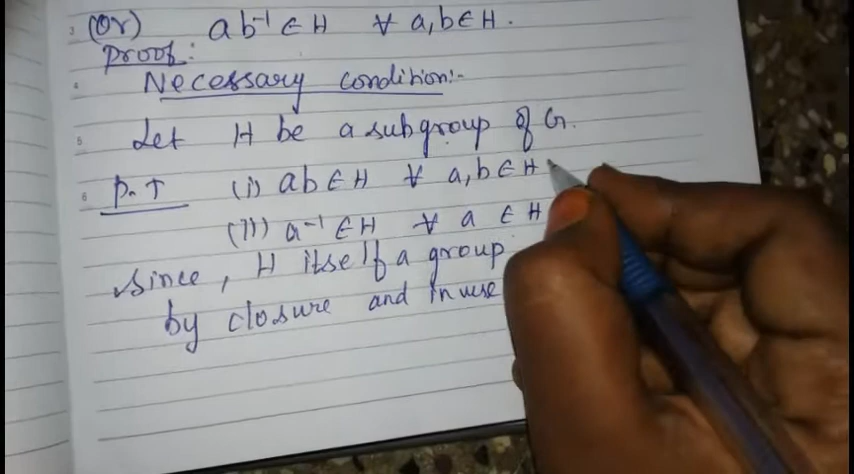 (Or) ab⁻¹ ∈ H ∀ a,b ∈ H.
Proof:
Necessary condition:-
Let H be a subgroup of G.
P.T (i) ab ∈ H ∀ a,b ∈ H
(ii) a⁻¹ ∈ H ∀ a ∈ H
Since, H itself a group
by closure and inverse